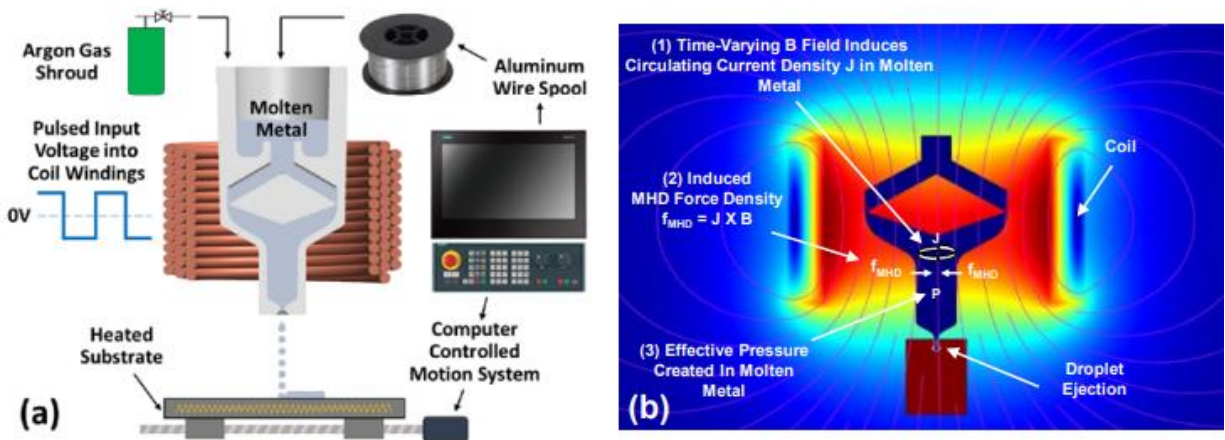 Argon Gas
Shroud
Molten
Metal
Aluminum
Wire Spool
Pulsed Input
Voltage into
Coil Windings
0V
Heated
Substrate
Computer
Controlled
Motion System
(a)
(1) Time-Varying B Field Induces
Circulating Current Density J in Molten
Metal
Coil
(2) Induced
MHD Force Density
fMHD = J X B
J
fMHD
fMHD
P
(3) Effective Pressure
Created In Molten
Metal
Droplet
Ejection
(b)